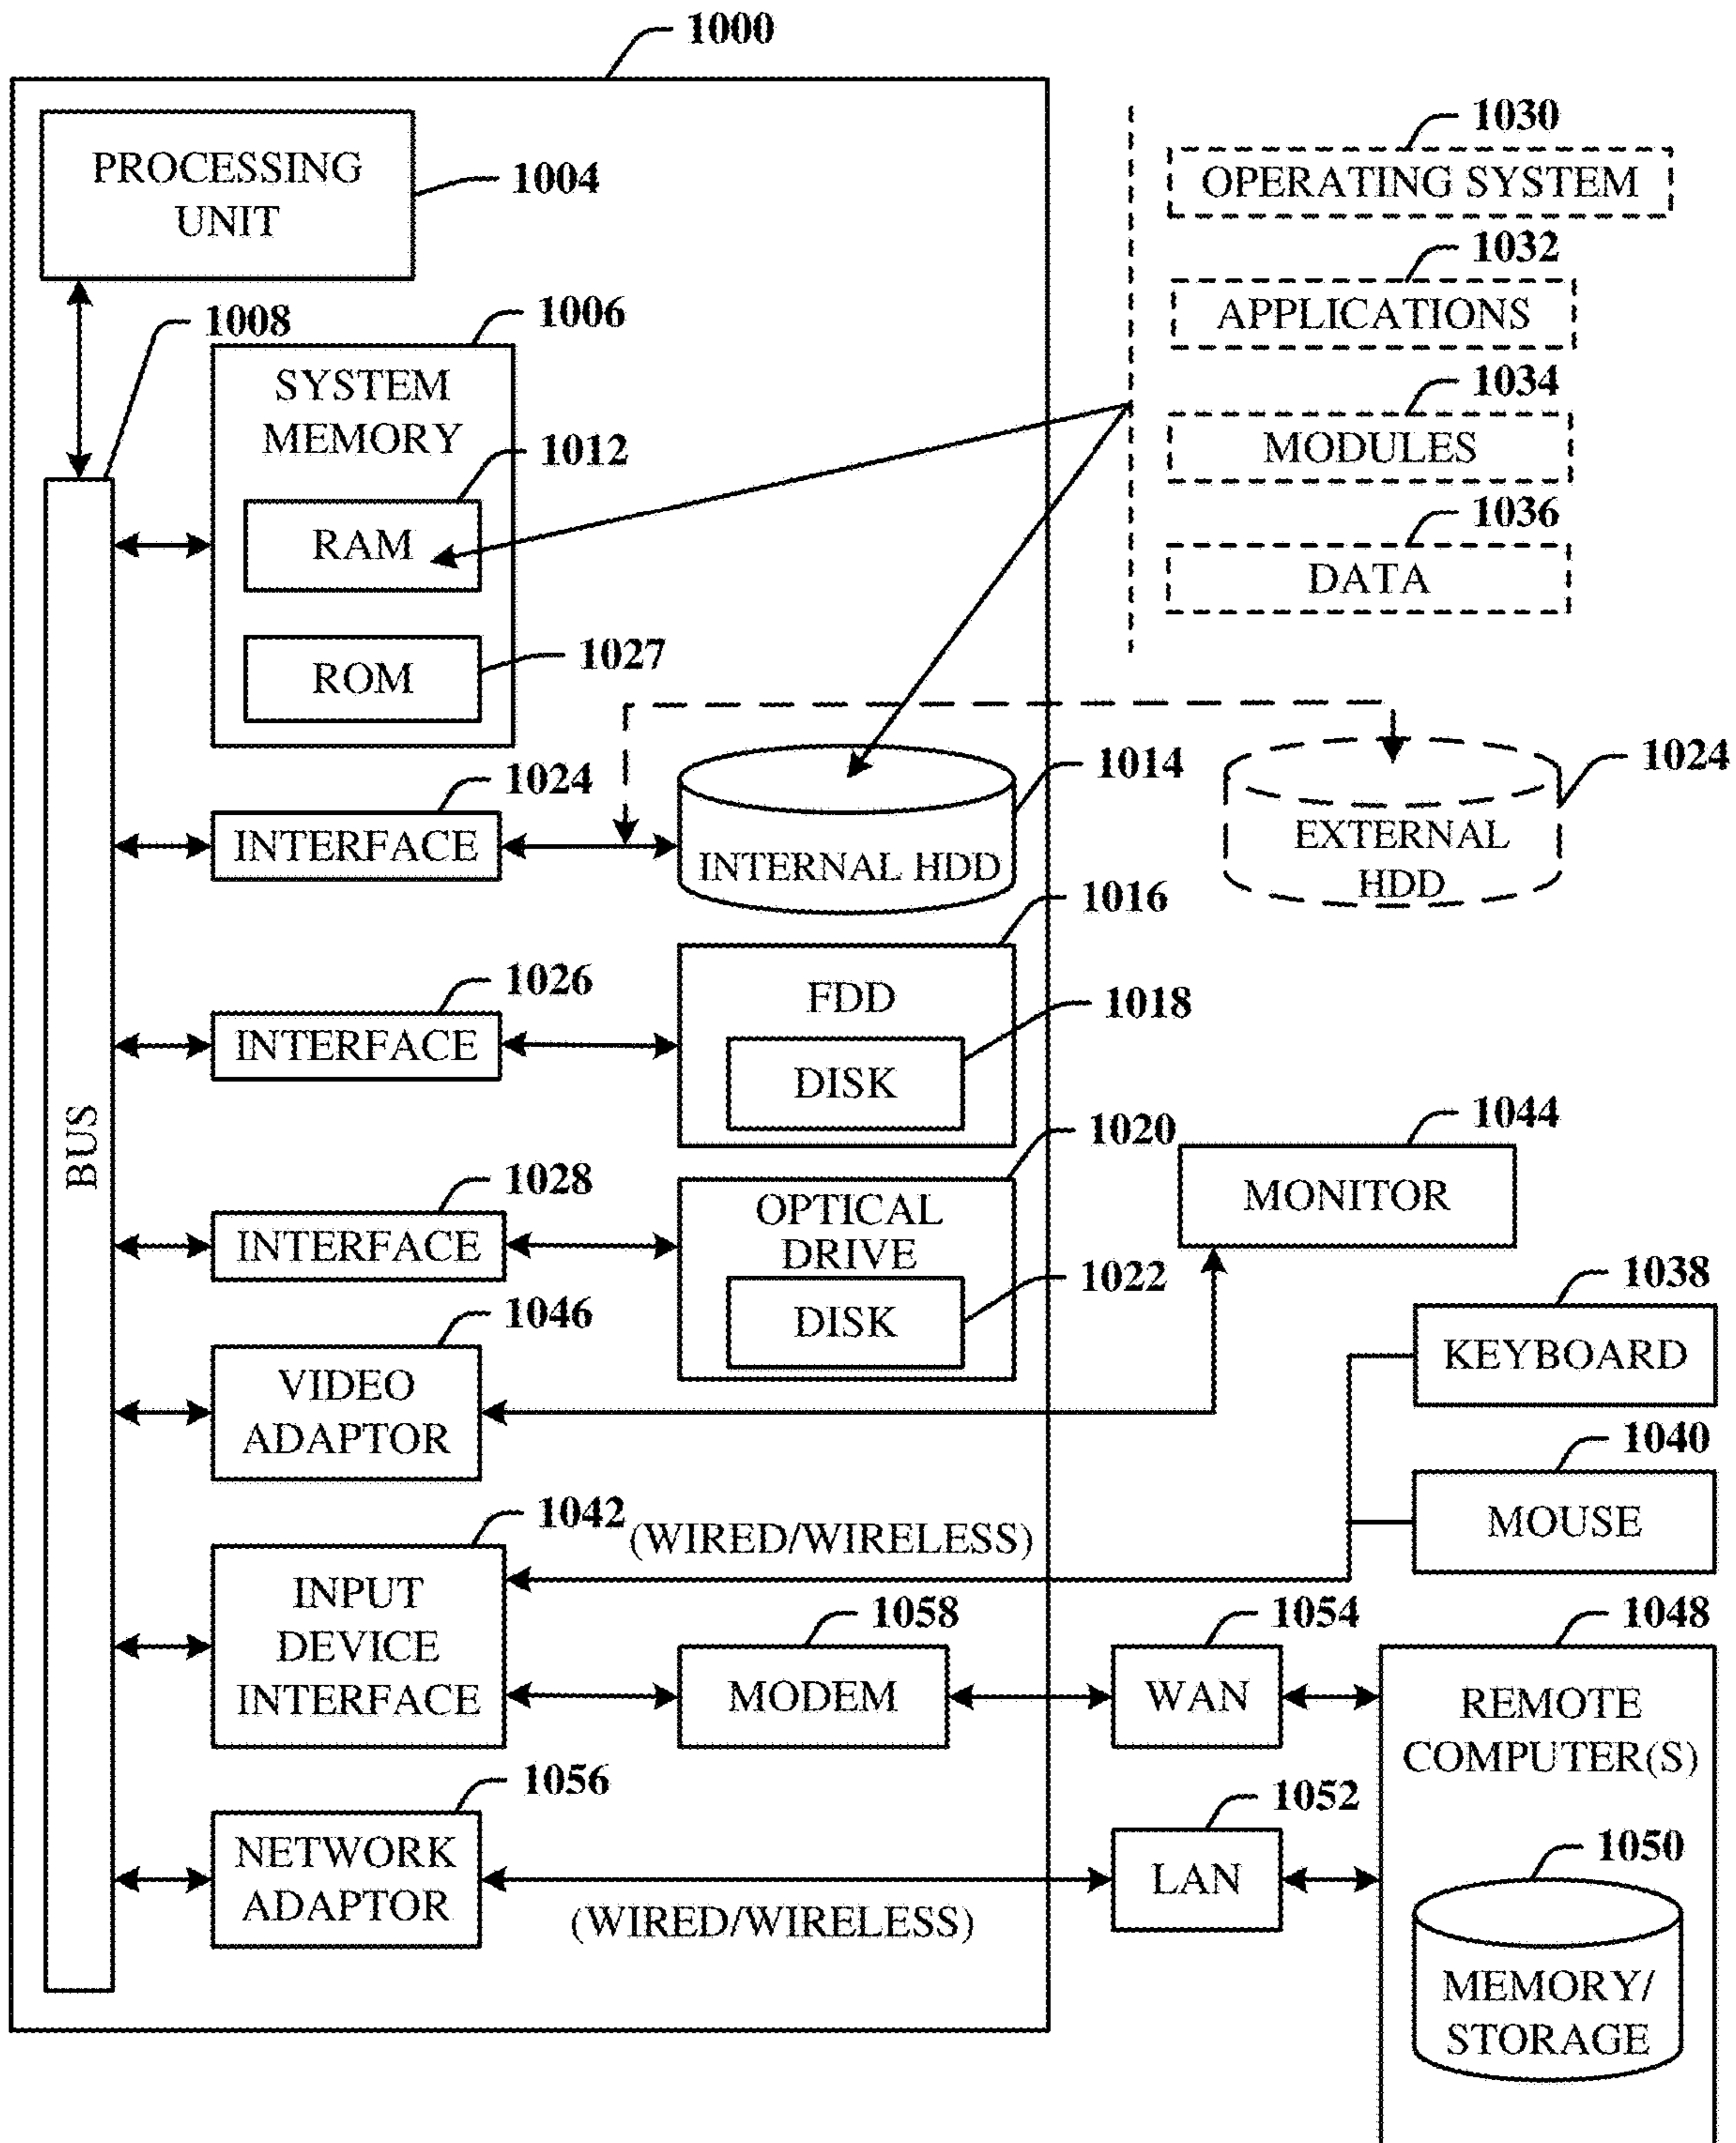 1000
PROCESSING
UNIT
1004
1030
OPERATING SYSTEM
1032
APPLICATIONS
1034
MODULES
1036
DATA
1008
1006
SYSTEM
MEMORY
1012
RAM
1027
ROM
1024
INTERFACE
1014
INTERNAL HDD
1024
EXTERNAL
HDD
1026
INTERFACE
1016
FDD
1018
DISK
BUS
1028
INTERFACE
1020
OPTICAL
DRIVE
1022
DISK
1044
MONITOR
1046
VIDEO
ADAPTOR
1038
KEYBOARD
1040
MOUSE
1042
(WIRED/WIRELESS)
INPUT
DEVICE
INTERFACE
1058
MODEM
1054
WAN
1048
REMOTE
COMPUTER(S)
1056
NETWORK
ADAPTOR
(WIRED/WIRELESS)
1052
LAN
1050
MEMORY/
STORAGE